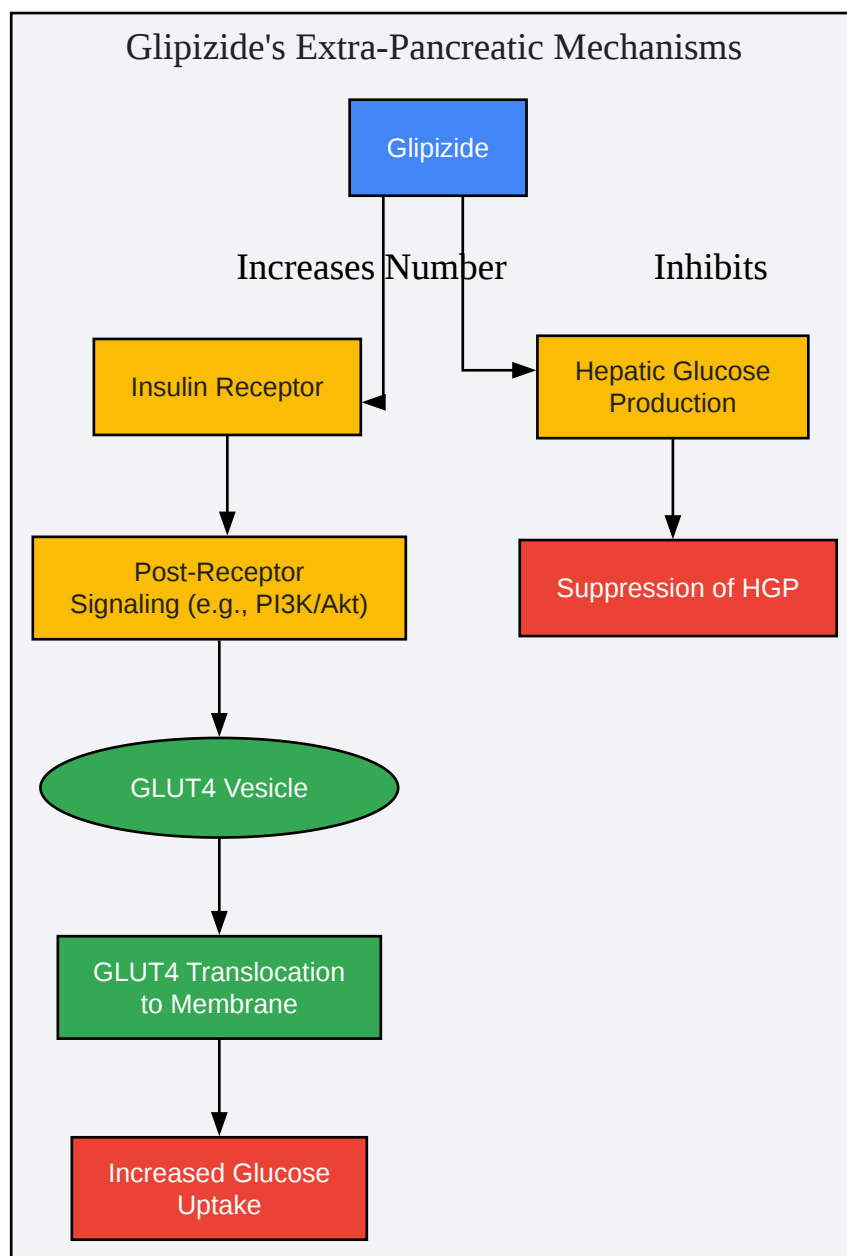 Glipizide's Extra-Pancreatic Mechanisms
Glipizide
Increases Number
Inhibits
Insulin Receptor
Hepatic Glucose
Production
Post-Receptor
Signaling (e.g., PI3K/Akt)
Suppression of HGP
GLUT4 Vesicle
GLUT4 Translocation
to Membrane
Increased Glucose
Uptake